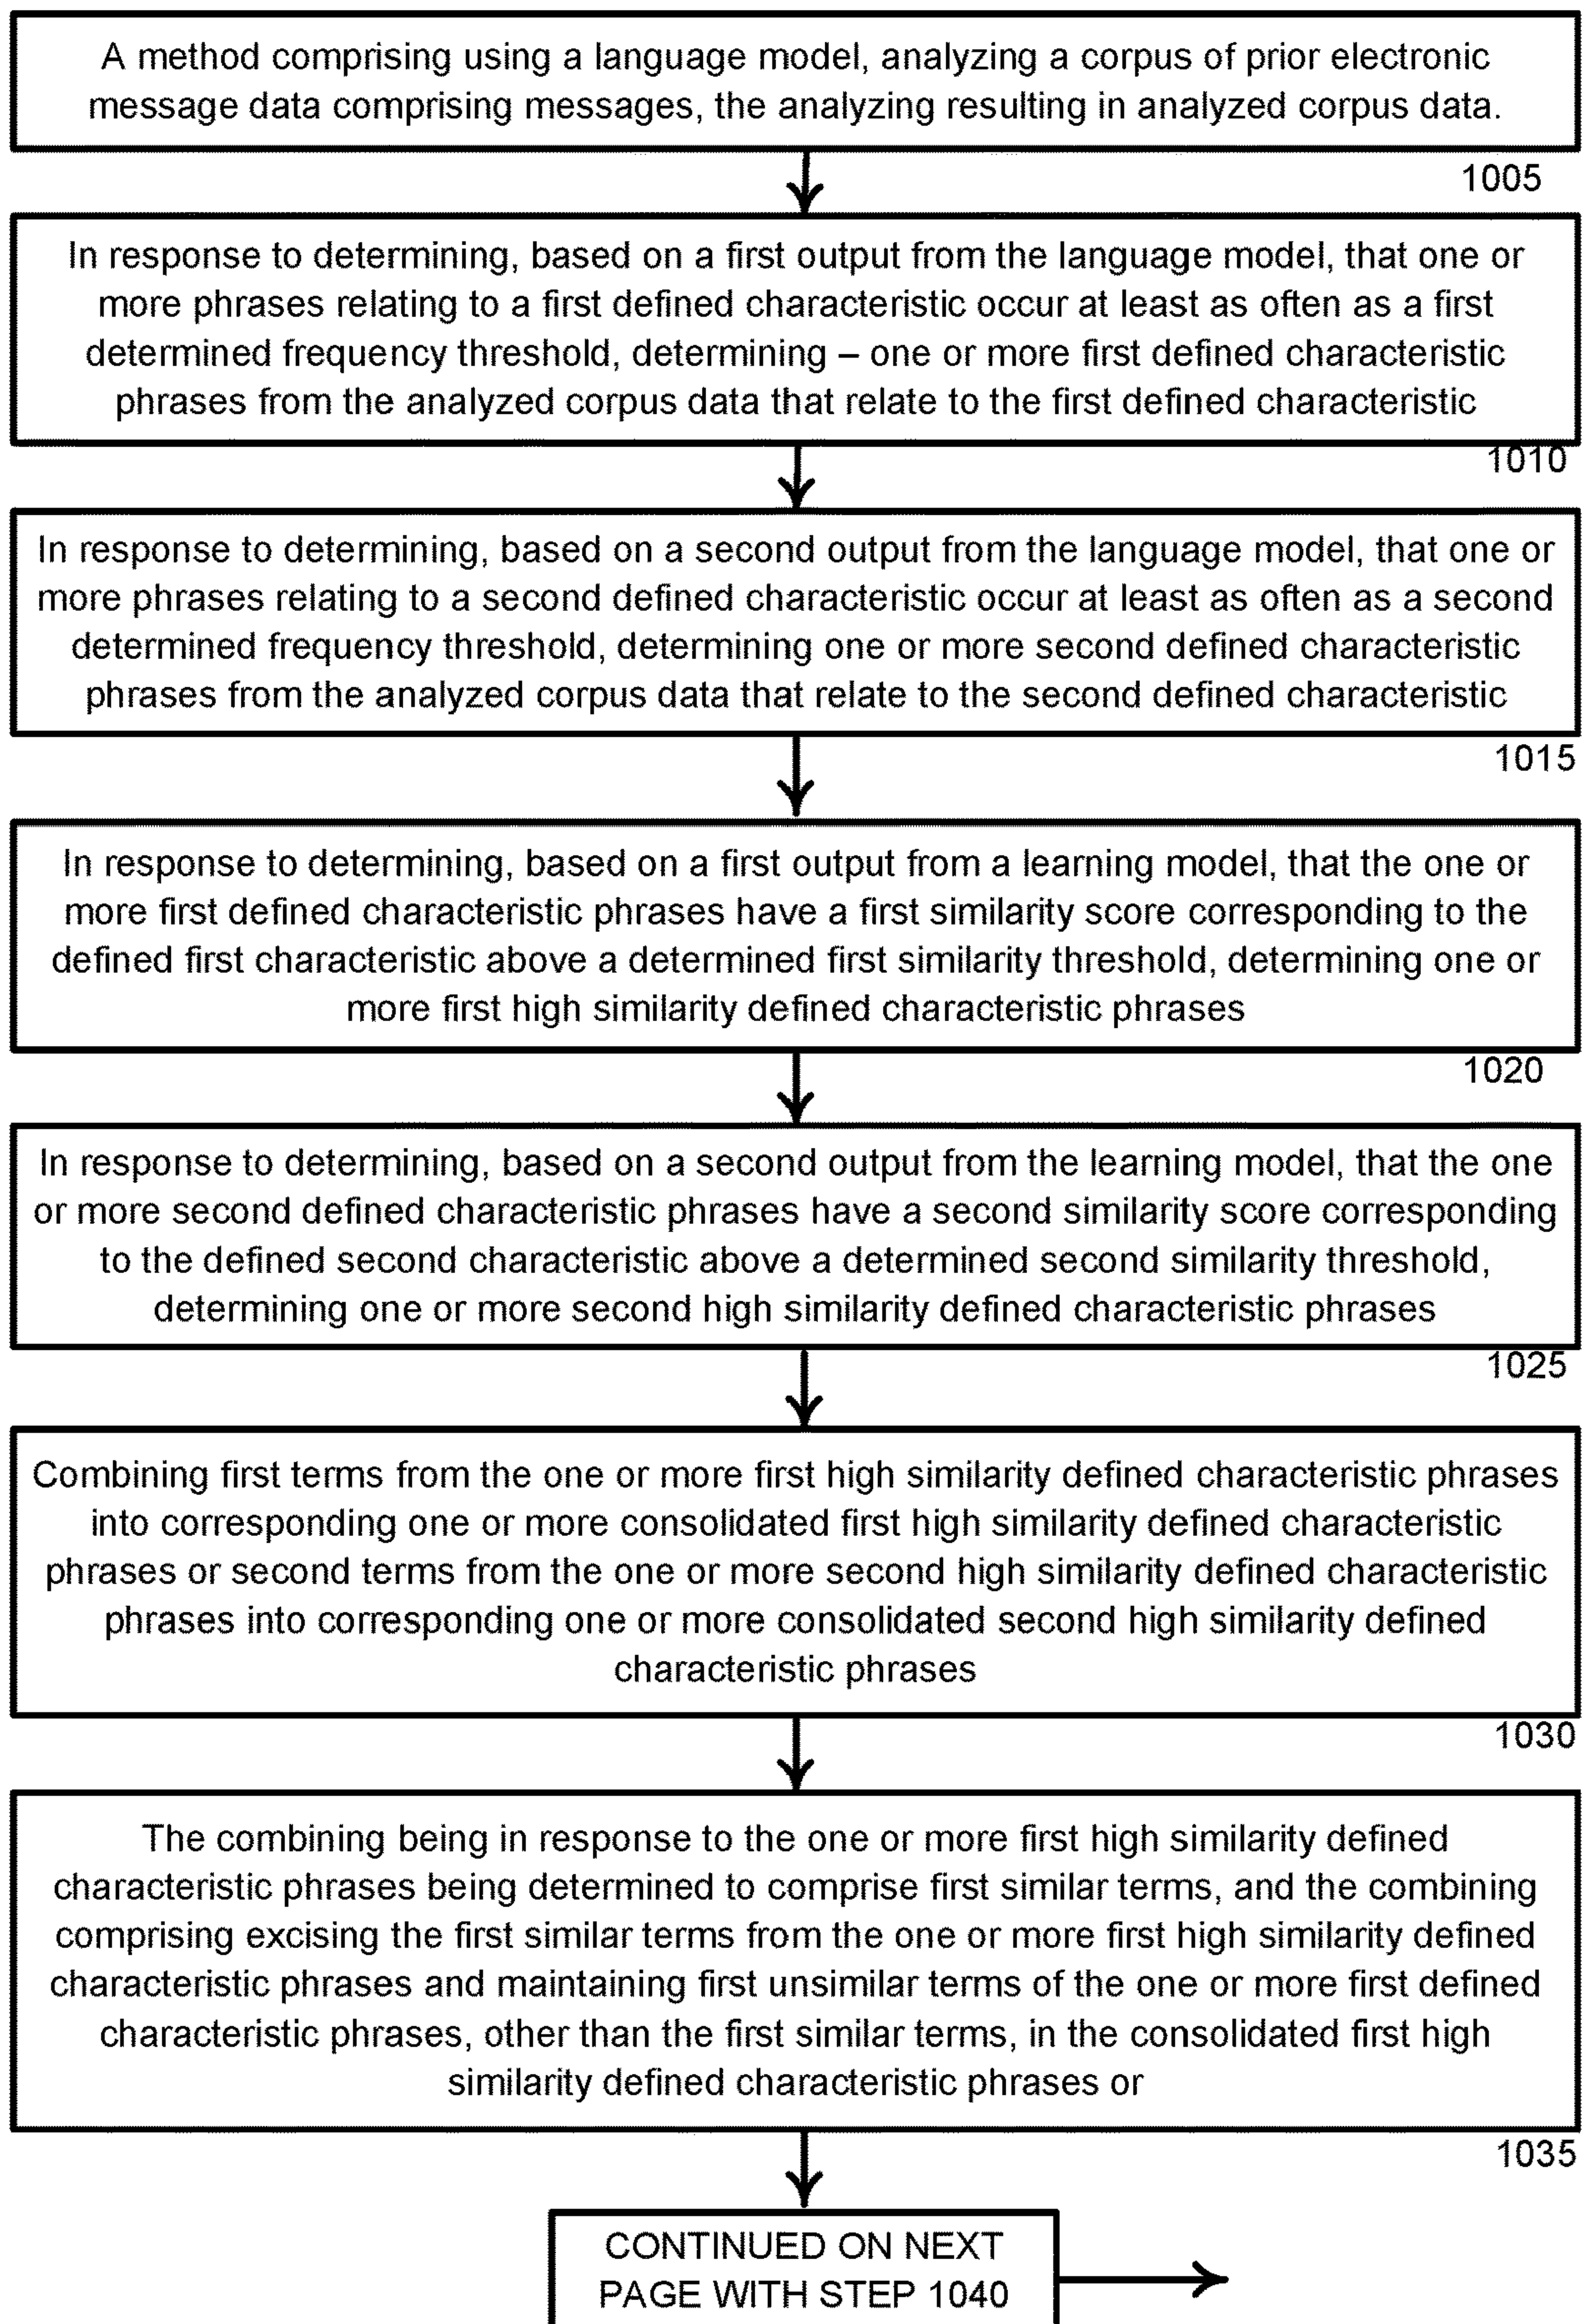 A method comprising using a language model, analyzing a corpus of prior electronic
message data comprising messages, the analyzing resulting in analyzed corpus data.
1005
In response to determining, based on a first output from the language model, that one or
more phrases relating to a first defined characteristic occur at least as often as a first
determined frequency threshold, determining – one or more first defined characteristic
phrases from the analyzed corpus data that relate to the first defined characteristic
1010
In response to determining, based on a second output from the language model, that one or
more phrases relating to a second defined characteristic occur at least as often as a second
determined frequency threshold, determining one or more second defined characteristic
phrases from the analyzed corpus data that relate to the second defined characteristic
1015
In response to determining, based on a first output from a learning model, that the one or
more first defined characteristic phrases have a first similarity score corresponding to the
defined first characteristic above a determined first similarity threshold, determining one or
more first high similarity defined characteristic phrases
1020
In response to determining, based on a second output from the learning model, that the one
or more second defined characteristic phrases have a second similarity score corresponding
to the defined second characteristic above a determined second similarity threshold,
determining one or more second high similarity defined characteristic phrases
1025
Combining first terms from the one or more first high similarity defined characteristic phrases
into corresponding one or more consolidated first high similarity defined characteristic
phrases or second terms from the one or more second high similarity defined characteristic
phrases into corresponding one or more consolidated second high similarity defined
characteristic phrases
1030
The combining being in response to the one or more first high similarity defined
characteristic phrases being determined to comprise first similar terms, and the combining
comprising excising the first similar terms from the one or more first high similarity defined
characteristic phrases and maintaining first unsimilar terms of the one or more first defined
characteristic phrases, other than the first similar terms, in the consolidated first high
similarity defined characteristic phrases or
1035
CONTINUED ON NEXT
PAGE WITH STEP 1040